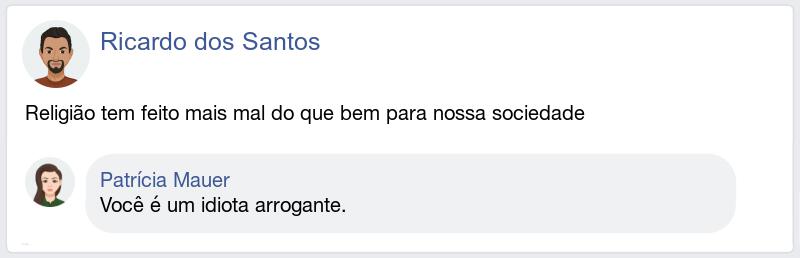 Ricardo dos Santos
Religião tem feito mais mal do que bem para nossa sociedade
Patrícia Mauer
Você é um idiota arrogante.